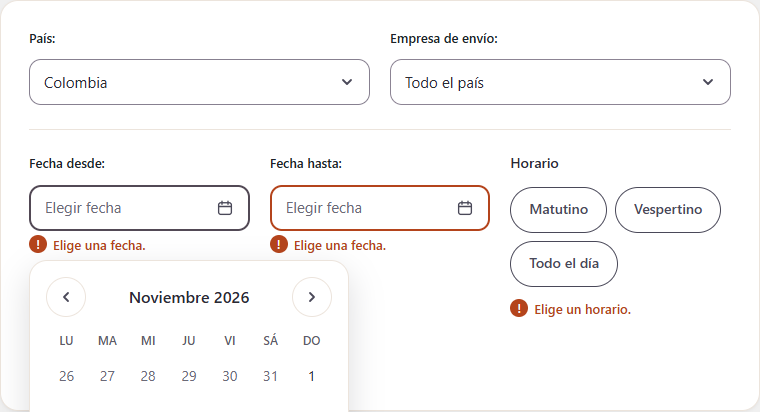 País:
Empresa de envío:
Colombia
Todo el país
Fecha desde:
Fecha hasta:
Horario
Elegir fecha
Elegir fecha
Matutino
Vespertino
Elige una fecha.
Elige una fecha.
Todo el día
Elige un horario.
Noviembre 2026
LU MA MI JU VI SÁ DO
26 27 28 29 30 31 1